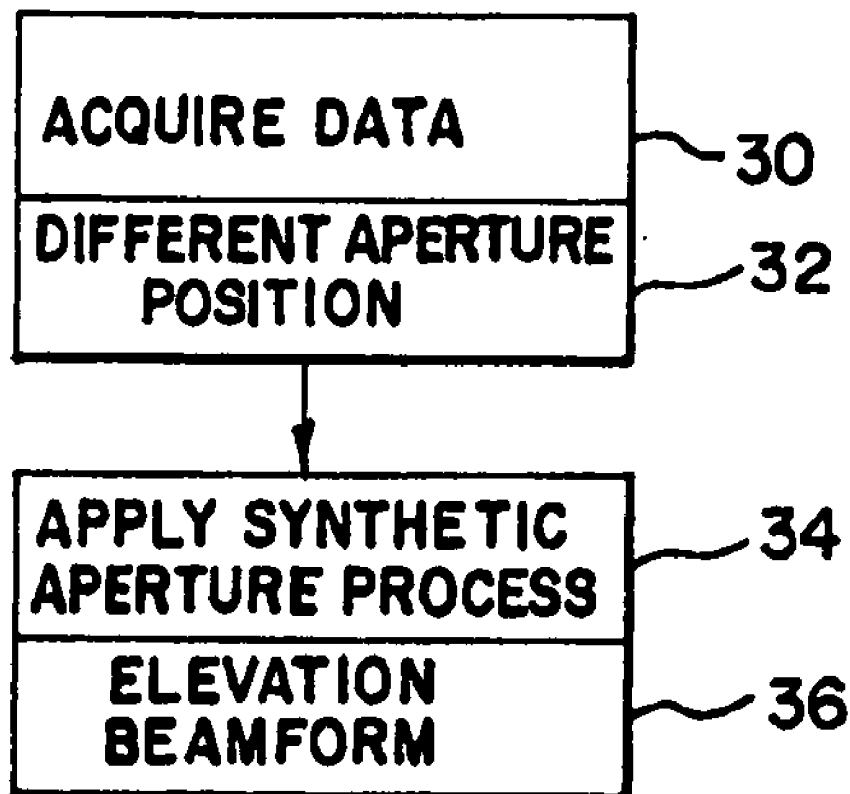 ACQUIRE DATA
30
DIFFERENT APERTURE
POSITION
32
APPLY SYNTHETIC
APERTURE PROCESS
34
ELEVATION
BEAMFORM
36